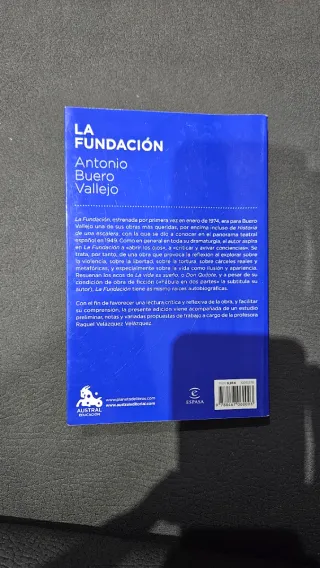 LA
FUNDACIÓN
Antonio
Buero
Vallejo
La Fundación, estrenada por primera vez en enero de 1974, era para Buero
Vallejo una de sus obras más queridas, por encima incluso de Historia
de una escalera, con la que se dio a conocer en el panorama teatral
español en 1949. Como en general en toda su dramaturgia, el autor aspira
en La Fundación a «abrir los ojos», a «criticar y avivar conciencias». Se
trata, por tanto, de una obra que provoca la reflexión al explorar sobre
la violencia, sobre la libertad, sobre la tortura, sobre cárceles reales y
metafóricas, y especialmente sobre la vida como ilusión y apariencia.
Resuenan los ecos de La vida es sueño, o Don Quijote, y a pesar de su
condición de obra de ficción («Fábula en dos partes» la subtitula su
autor), La Fundación tiene asimismo raíces autobiográficas.
Con el fin de favorecer una lectura crítica y reflexiva de la obra, y facilitar
su comprensión, la presente edición viene acompañada de un estudio
preliminar, notas y variadas propuestas de trabajo a cargo de la profesora
Raquel Velázquez Velázquez.
AUSTRAL
EDUCACIÓN
www.planetadelibros.com
www.australeditorial.com
ESPASA